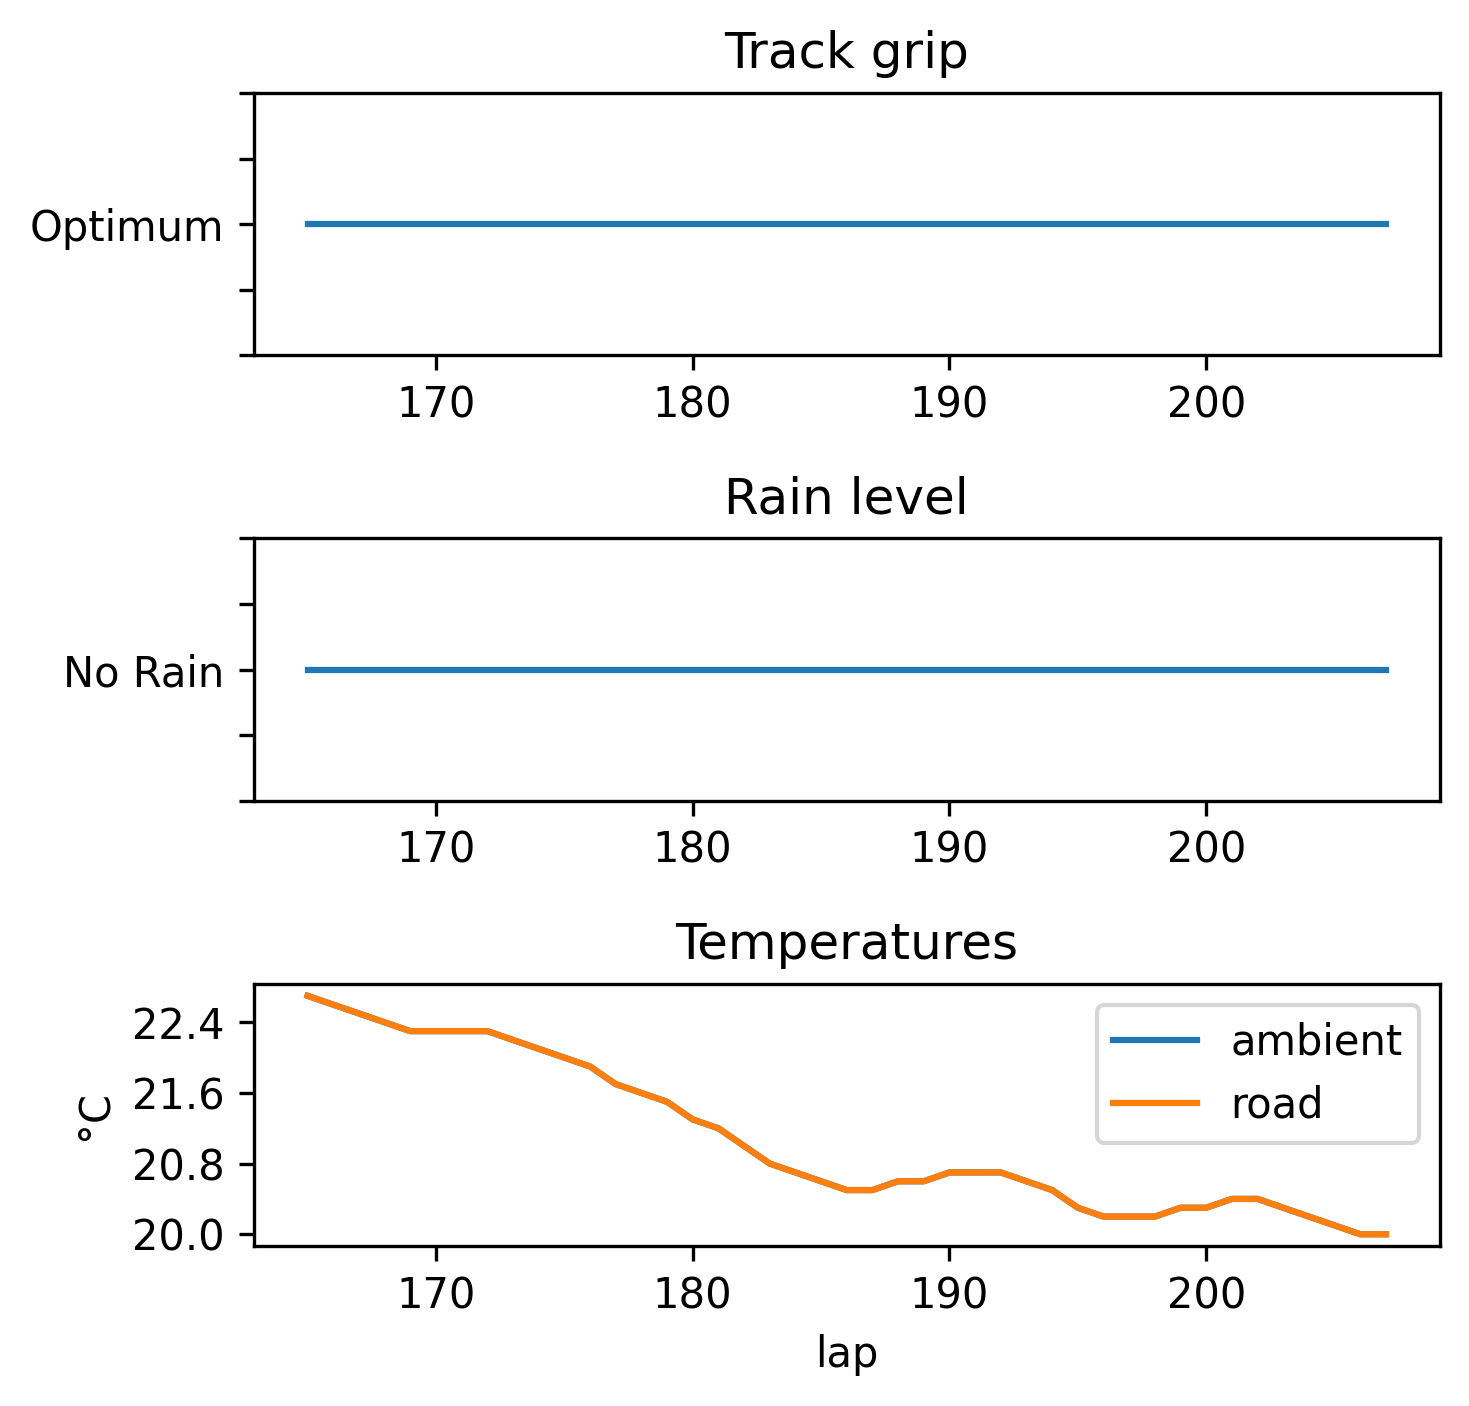 Track grip
Optimum
170 180 190 200
Rain level
No Rain
170 180 190 200
Temperatures
22.4
21.6
20.8
20.0
°C
ambient
road
170 180 190 200
lap